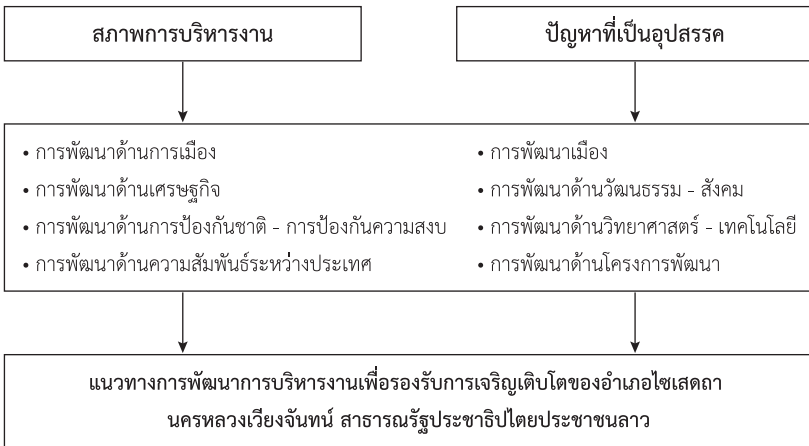 สภาพการบริหารงาน
ปัญหาที่เป็นอุปสรรค
• การพัฒนาด้านการเมือง
• การพัฒนาด้านเศรษฐกิจ
• การพัฒนาด้านการป้องกันชาติ - การป้องกันความสงบ
• การพัฒนาด้านความสัมพันธ์ระหว่างประเทศ
• การพัฒนาเมือง
• การพัฒนาด้านวัฒนธรรม - สังคม
• การพัฒนาด้านวิทยาศาสตร์ - เทคโนโลยี
• การพัฒนาด้านโครงการพัฒนา
แนวทางการพัฒนาการบริหารงานเพื่อรองรับการเจริญเติบโตของอำเภอไซเสดถา
นครหลวงเวียงจันทน์ สาธารณรัฐประชาธิปไตยประชาชนลาว